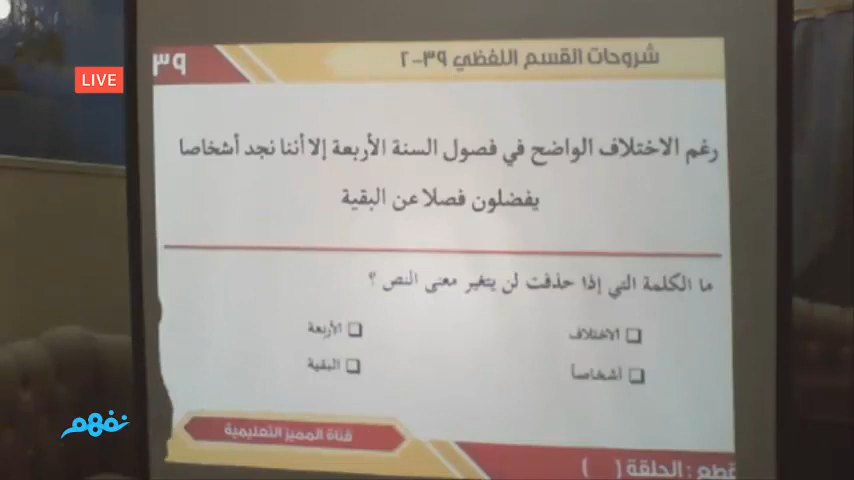 LIVE
٣٩
شروحات القسم اللفظي ٣٩-٢٠
رغم الاختلاف الواضح في فصول السنة الأربعة إلا أننا نجد أشخاصا
يفضلون فصلا عن البقية
ما الكلمة التي إذا حذفت لن يتغير معنى النص ؟
❑ الاختلاف
❑ الأربعة
❑ أشخاصاً
❑ البقية
قناة المميز التعليمية
قطع : الحلقة ( )
نفهم